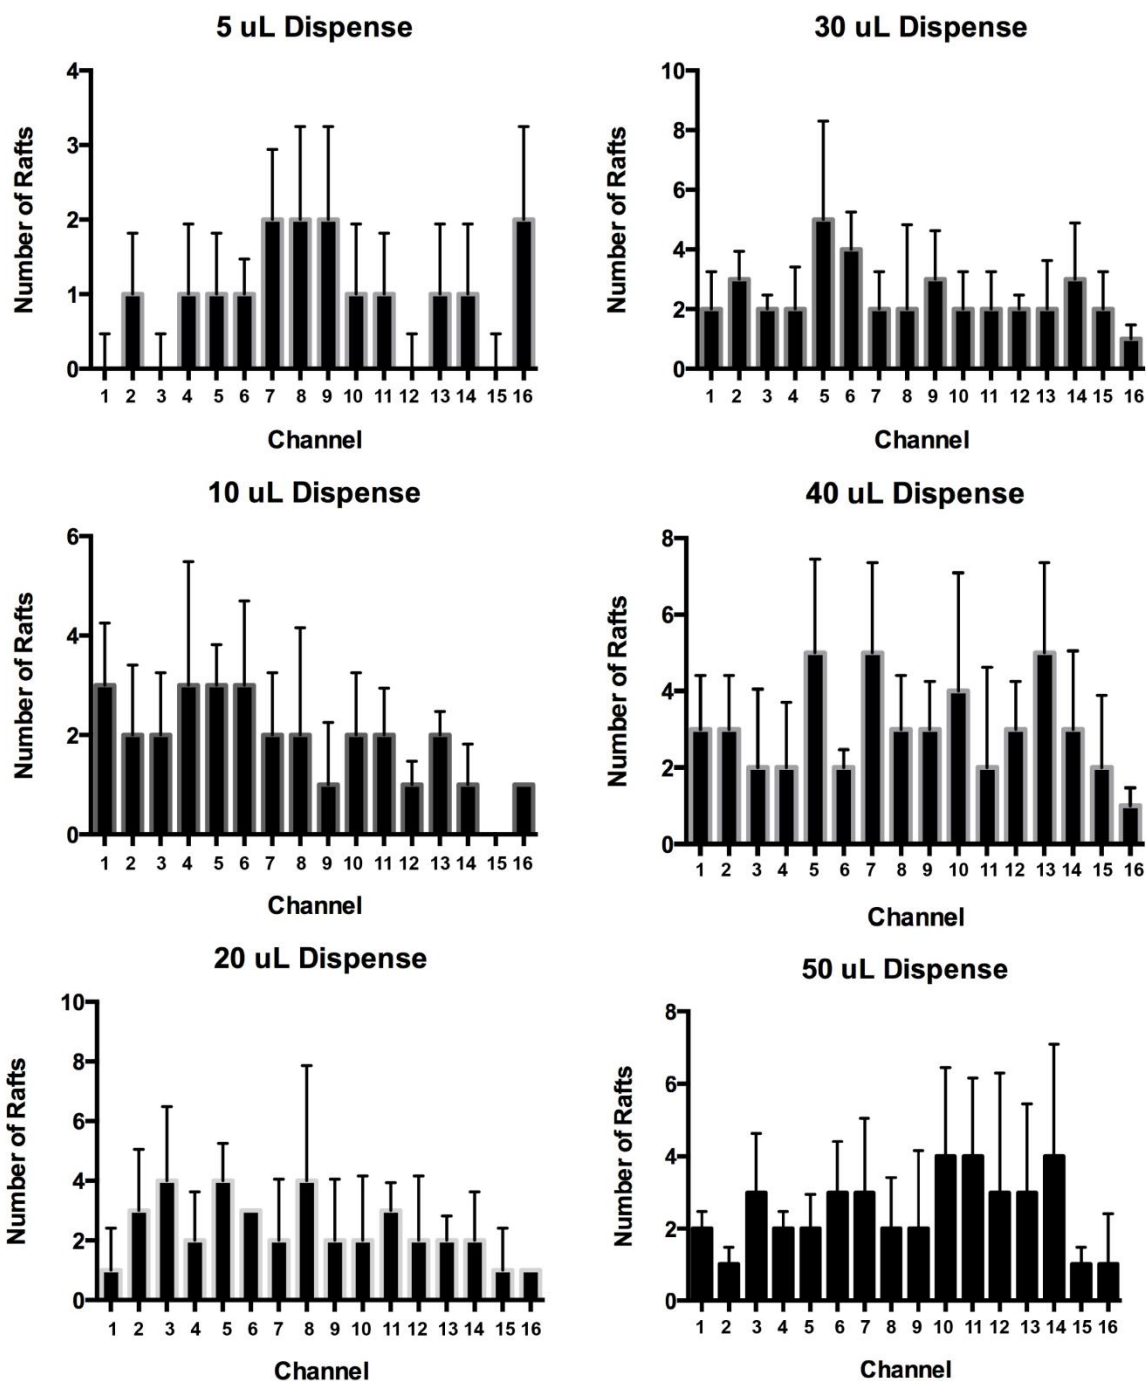 5 uL Dispense
Number of Rafts
4
3
2
1
0
1 2 3 4 5 6 7 8 9 10 11 12 13 14 15 16
Channel
30 uL Dispense
Number of Rafts
10
8
6
4
2
0
1 2 3 4 5 6 7 8 9 10 11 12 13 14 15 16
Channel
10 uL Dispense
Number of Rafts
6
4
2
0
1 2 3 4 5 6 7 8 9 10 11 12 13 14 15 16
Channel
40 uL Dispense
Number of Rafts
8
6
4
2
0
1 2 3 4 5 6 7 8 9 10 11 12 13 14 15 16
Channel
20 uL Dispense
Number of Rafts
10
8
6
4
2
0
1 2 3 4 5 6 7 8 9 10 11 12 13 14 15 16
Channel
50 uL Dispense
Number of Rafts
8
6
4
2
0
1 2 3 4 5 6 7 8 9 10 11 12 13 14 15 16
Channel